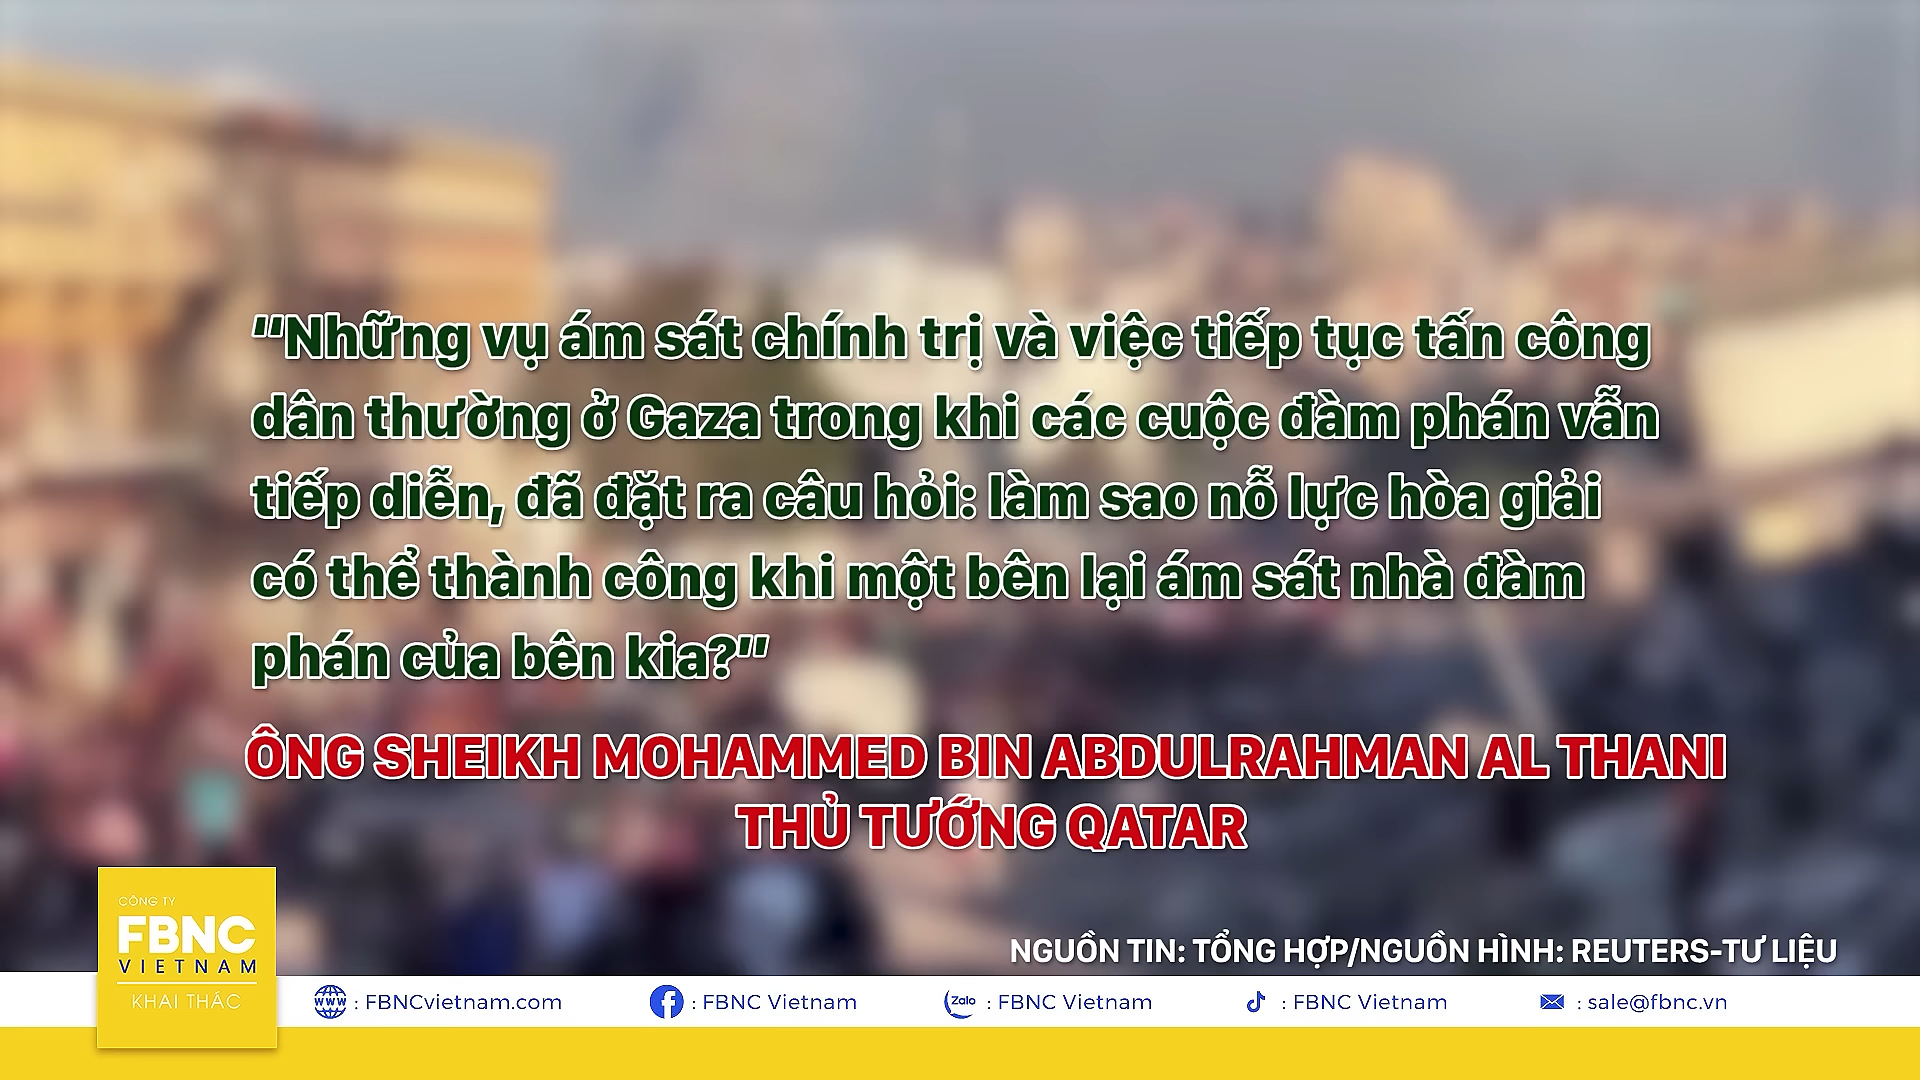 “Những vụ ám sát chính trị và việc tiếp tục tấn công
dân thường ở Gaza trong khi các cuộc đàm phán vẫn
tiếp diễn, đã đặt ra câu hỏi: làm sao nỗ lực hòa giải
có thể thành công khi một bên lại ám sát nhà đàm
phán của bên kia?”
ÔNG SHEIKH MOHAMMED BIN ABDULRAHMAN AL THANI
THỦ TƯỚNG QATAR
NGUỒN TIN: TỔNG HỢP/NGUỒN HÌNH: REUTERS-TƯ LIỆU
CÔNG TY
FBNC
VIETNAM
KHAI THÁC
WWW : FBNCvietnam.com
: FBNC Vietnam
Zalo : FBNC Vietnam
: FBNC Vietnam
: sale@fbnc.vn